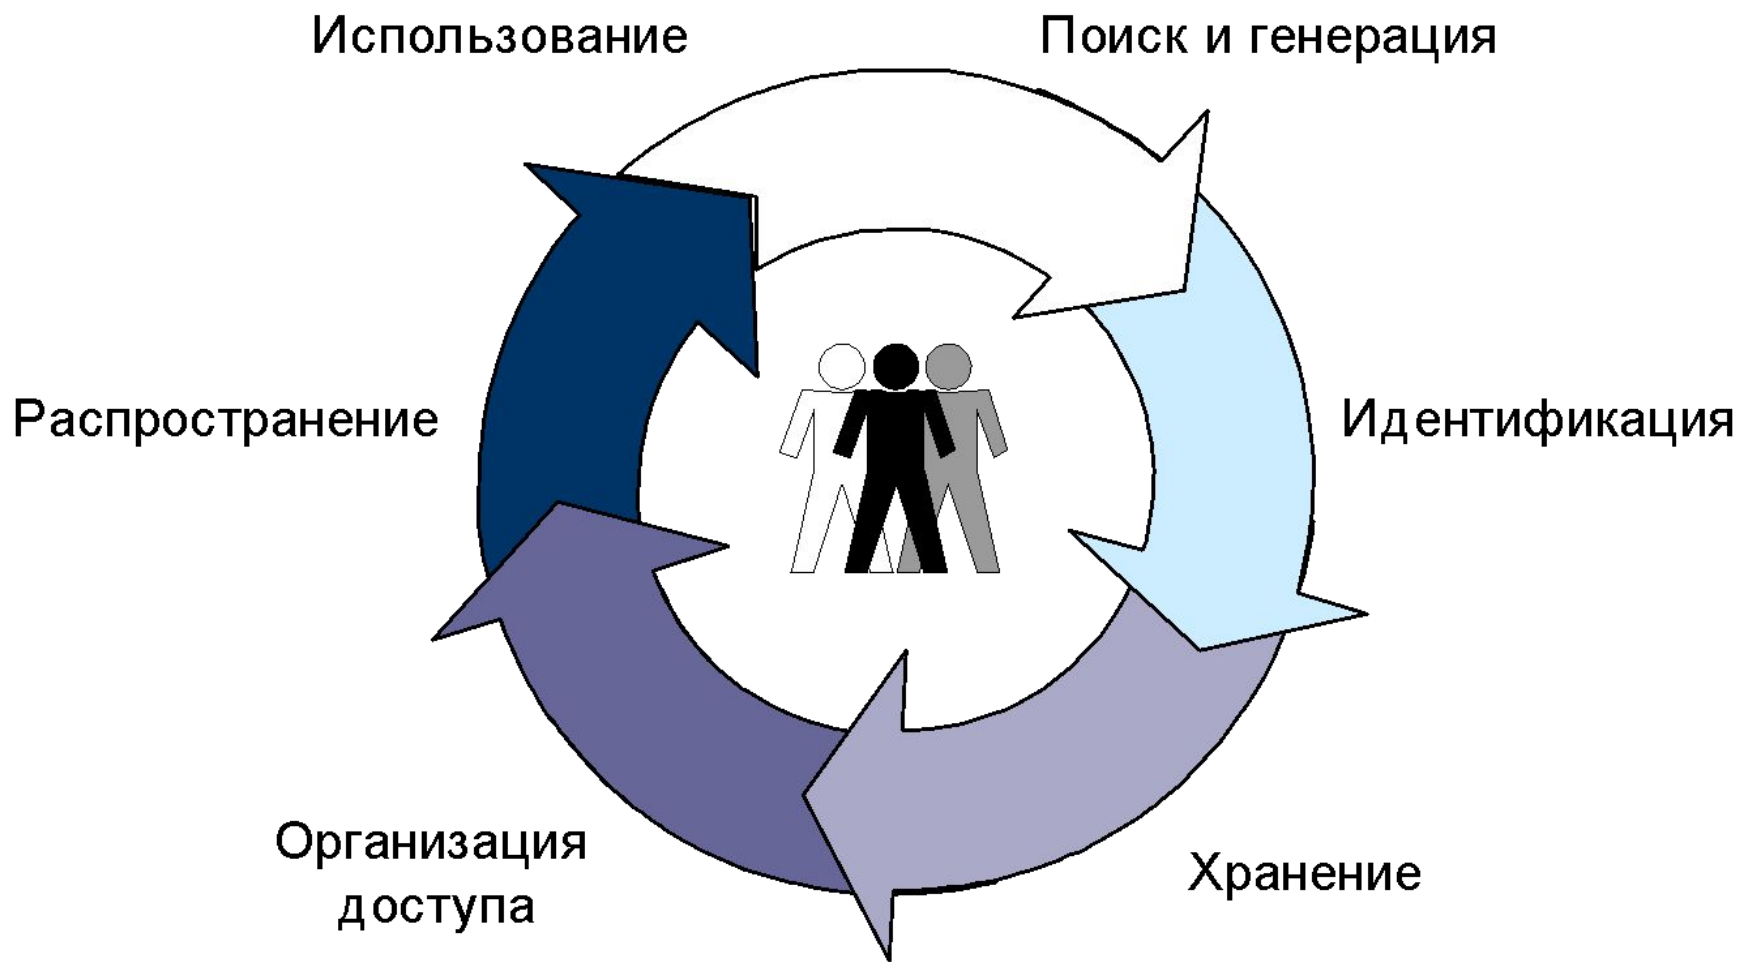 Использование
Поиск и генерация
Распространение
Идентификация
Организация
доступа
Хранение